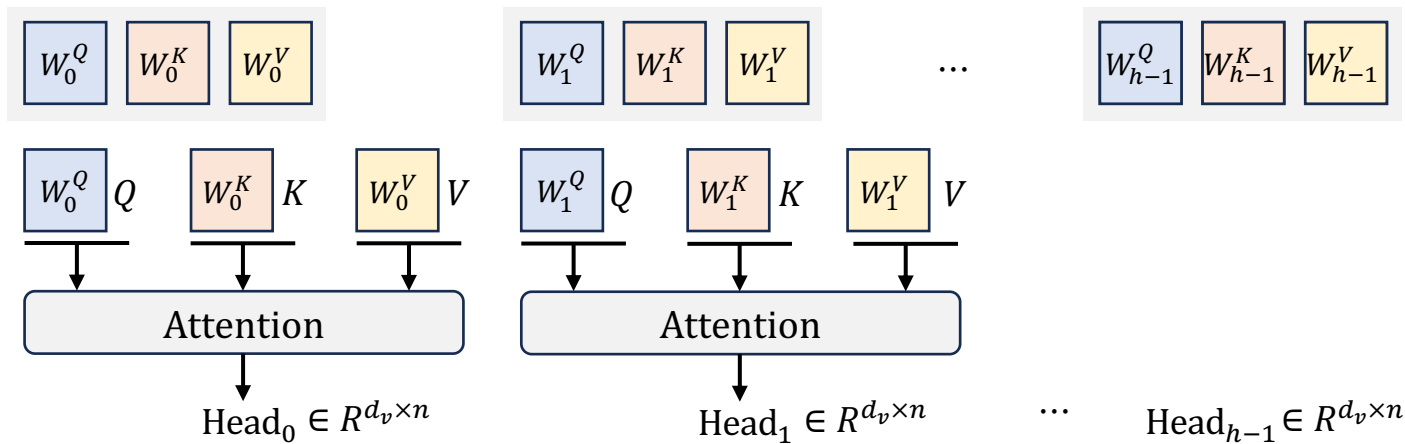 W_0^Q W_0^K W_0^V W_1^Q W_1^K W_1^V ⋯ W_{h−1}^Q W_{h−1}^K W_{h−1}^V
W_0^Q Q W_0^K K W_0^V V W_1^Q Q W_1^K K W_1^V V
Attention Attention
Head_0 ∈ R^{d_v×n} Head_1 ∈ R^{d_v×n} ⋯ Head_{h−1} ∈ R^{d_v×n}